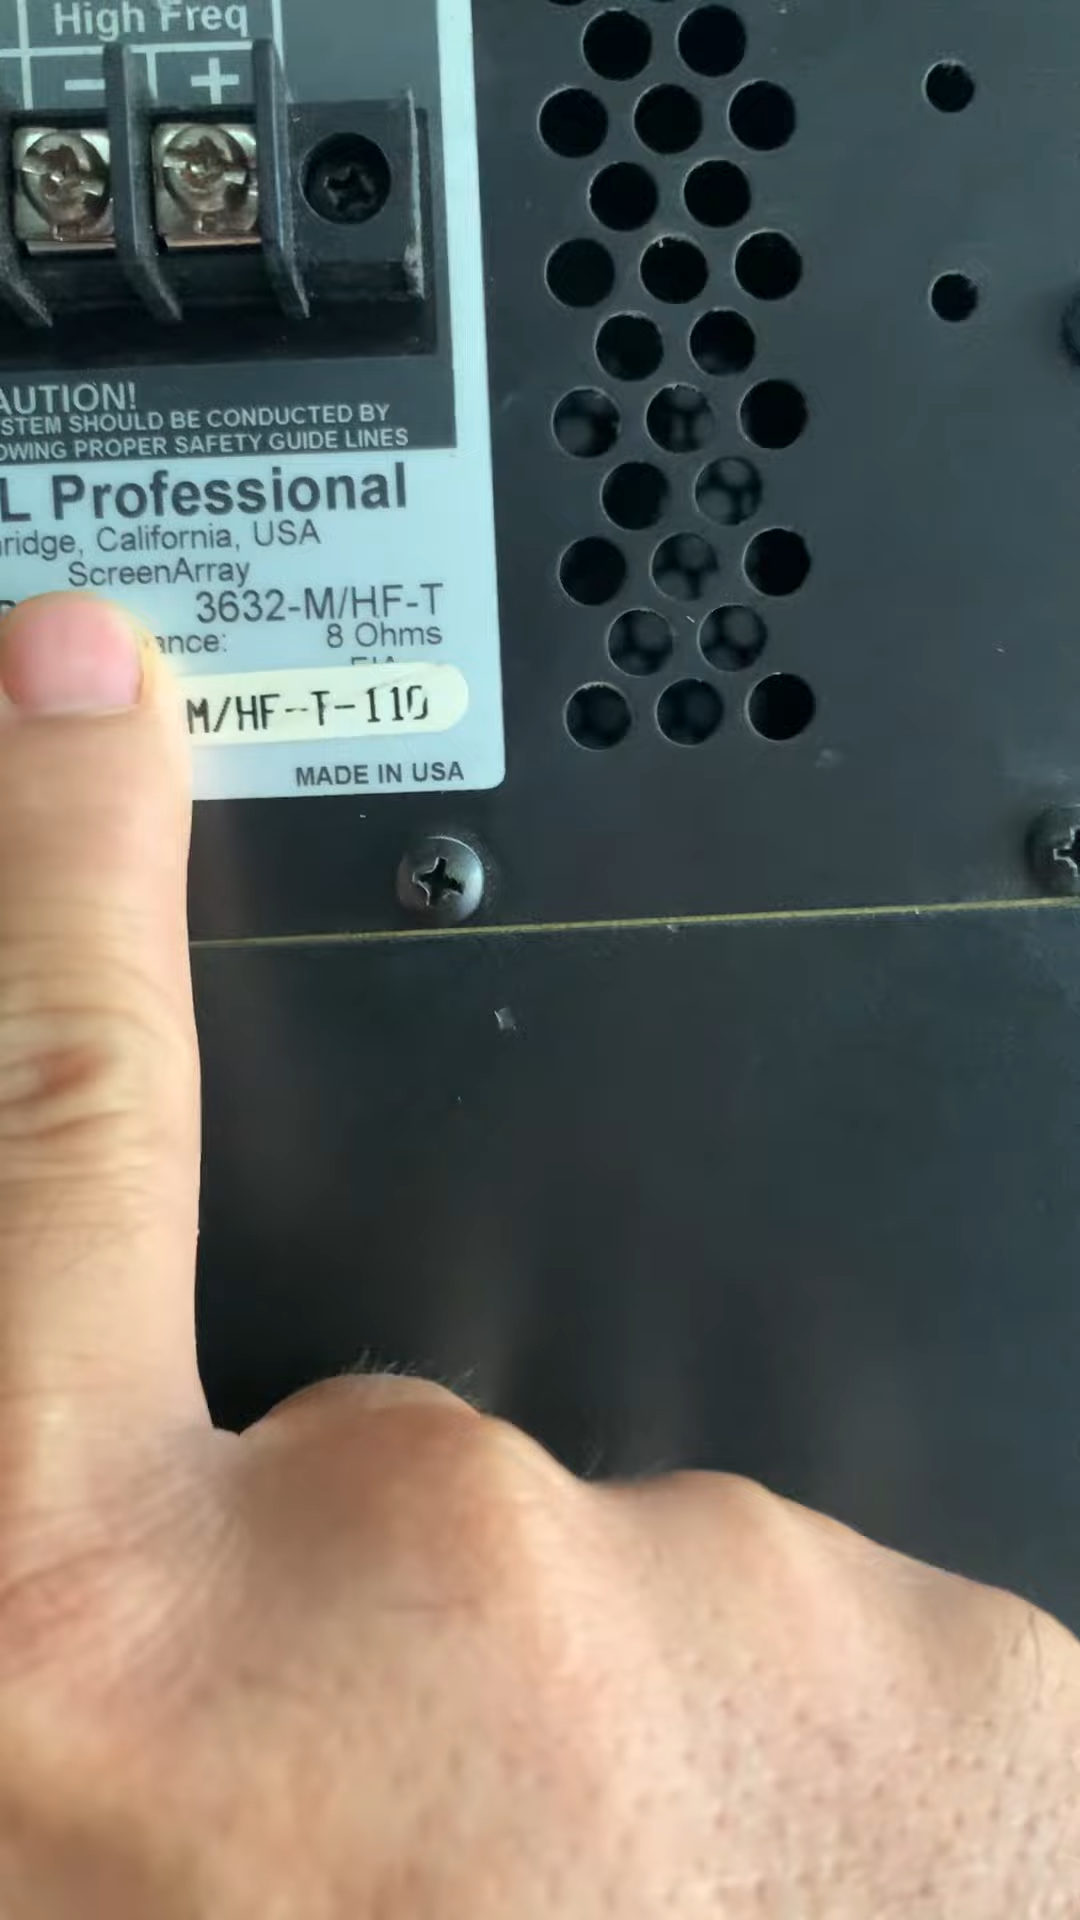 High Freq
- +
AUTION!
STEM SHOULD BE CONDUCTED BY
OWING PROPER SAFETY GUIDE LINES
L Professional
ridge, California, USA
ScreenArray
3632-M/HF-T
ance: 8 Ohms
M/HF-T-110
MADE IN USA